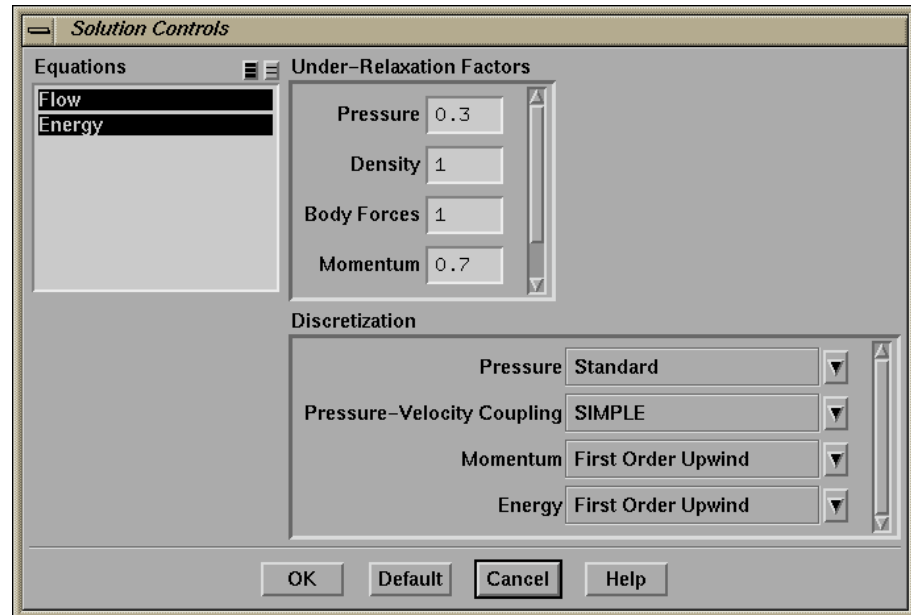 Solution Controls
Equations
Flow
Energy
Under-Relaxation Factors
Pressure 0.3
Density 1
Body Forces 1
Momentum 0.7
Discretization
Pressure Standard
Pressure-Velocity Coupling SIMPLE
Momentum First Order Upwind
Energy First Order Upwind
OK Default Cancel Help